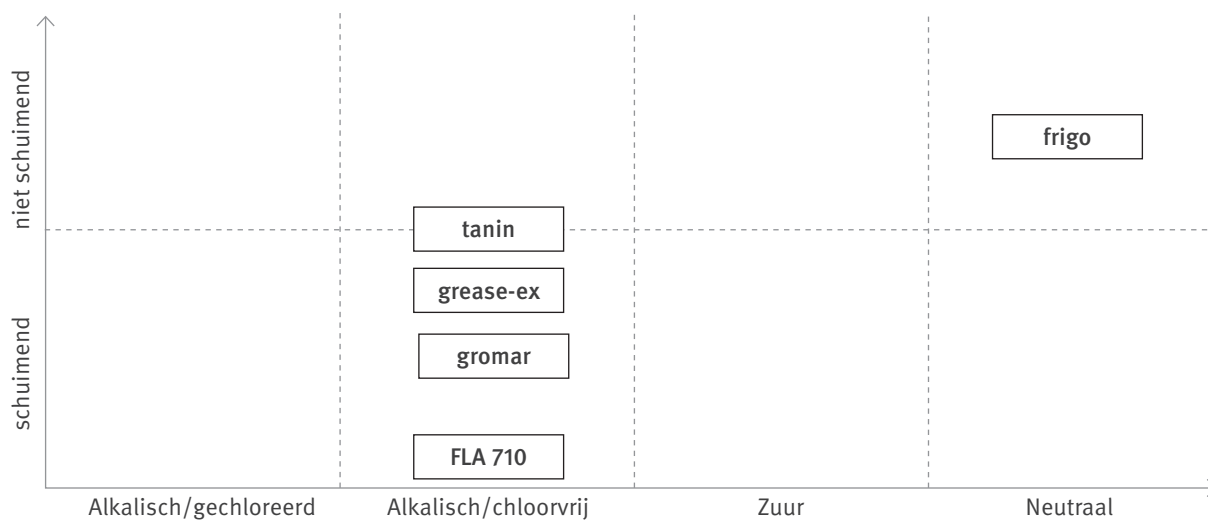 niet schuimend
frigo
tanin
grease-ex
schuimend
gromar
FLA 710
Alkalisch/gechloreerd
Alkalisch/chloorvrij
Zuur
Neutraal